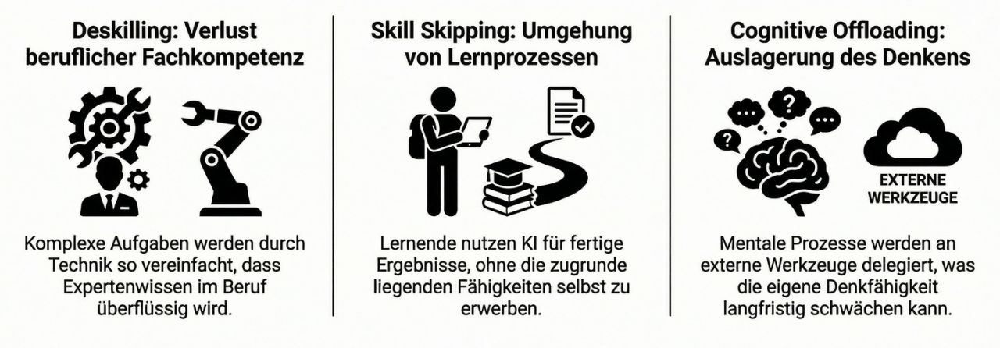 Deskilling: Verlust
beruflicher Fachkompetenz
Komplexe Aufgaben werden durch
Technik so vereinfacht, dass
Expertenwissen im Beruf
überflüssig wird.
Skill Skipping: Umgehung
von Lernprozessen
Lernende nutzen KI für fertige
Ergebnisse, ohne die zugrunde
liegenden Fähigkeiten selbst zu
erwerben.
Cognitive Offloading:
Auslagerung des Denkens
?
?
EXTERNE
WERKZEUGE
Mentale Prozesse werden an
externe Werkzeuge delegiert, was
die eigene Denkfähigkeit
langfristig schwächen kann.